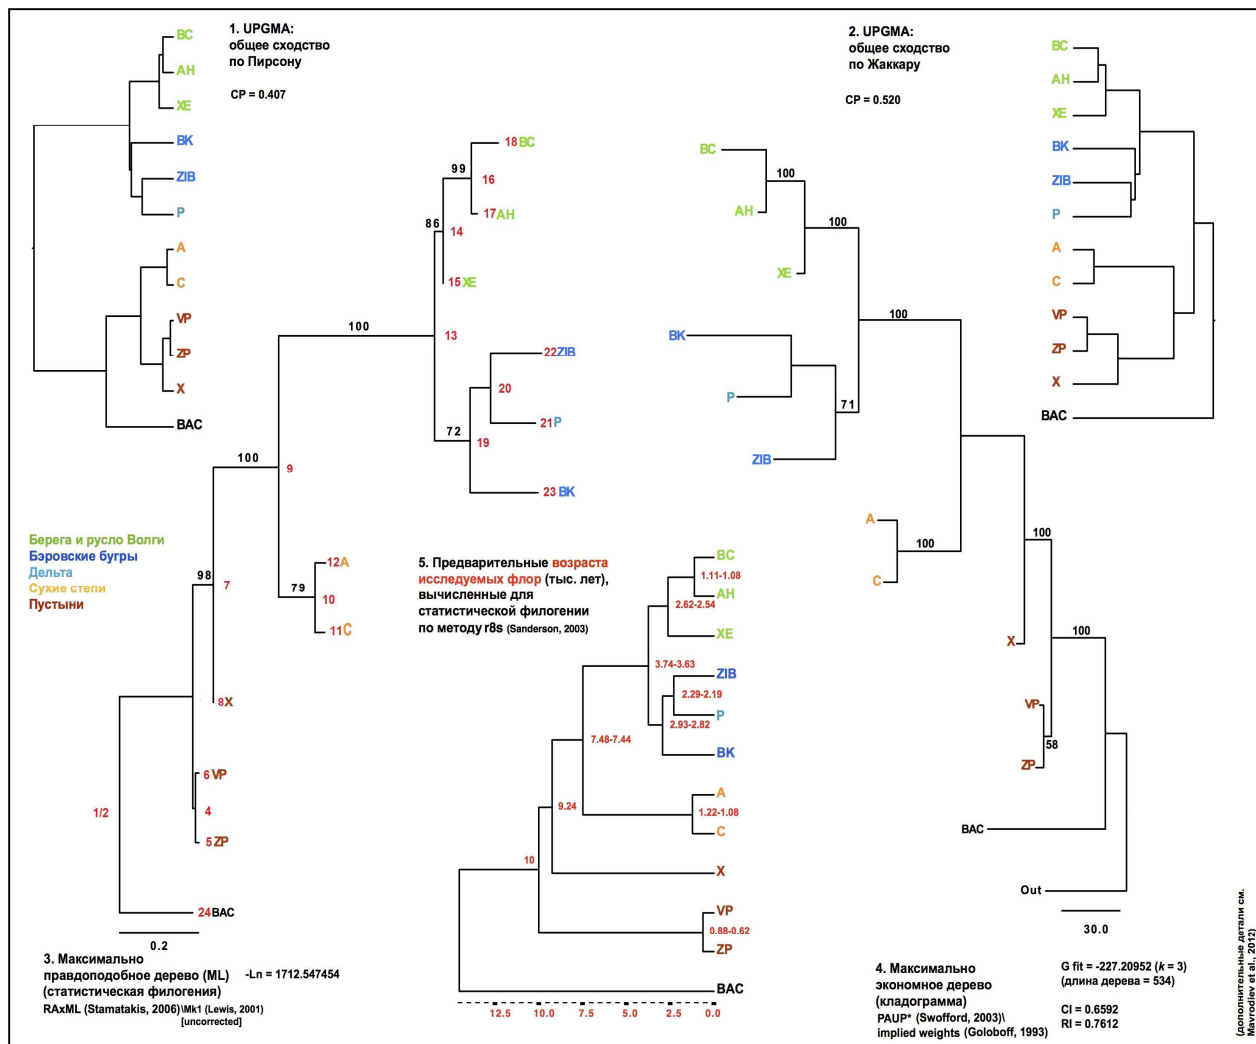 1. UPGMA:
общее сходство
по Пирсону
CP = 0.407
BC
AH
XE
BK
ZIB
P
A
C
VP
ZP
X
BAC
2. UPGMA:
общее сходство
по Жаккару
CP = 0.520
BC
AH
XE
BK
ZIB
P
A
C
VP
ZP
X
BAC
18 BC
99
16
17 AH
86
14
15 XE
100
13
22 ZIB
20
21 P
72
19
23 BK
100
9
12 A
79
10
11 C
98
7
8 X
6 VP
4
5 ZP
1/2
24 BAC
0.2
Берега и русло Волги
Бэровские бугры
Дельта
Сухие степи
Пустыни
3. Максимально
правдоподобное дерево (ML)
(статистическая филогения)
RAxML (Stamatakis, 2006)\Mk1 (Lewis, 2001)
[uncorrected]
-Ln = 1712.547454
5. Предварительные возраста
исследуемых флор (тыс. лет),
вычисленные для
статистической филогении
по методу r8s (Sanderson, 2003)
BC
1.11-1.08
AH
2.62-2.54
XE
3.74-3.63
ZIB
2.29-2.19
P
2.93-2.82
7.48-7.44
BK
A
9.24
1.22-1.08
C
10
X
VP
0.88-0.62
ZP
BAC
12.5 10.0 7.5 5.0 2.5 0.0
BC
100
AH
100
XE
100
BK
P
71
ZIB
A
100
C
100
X
100
VP
58
ZP
BAC
Out
30.0
4. Максимально
экономное дерево
(кладограмма)
PAUP* (Swofford, 2003)\
implied weights (Goloboff, 1993)
G fit = -227.20952 (k = 3)
(длина дерева = 534)
CI = 0.6592
RI = 0.7612
(дополнительные детали см.
Mavrodiev et al., 2012)